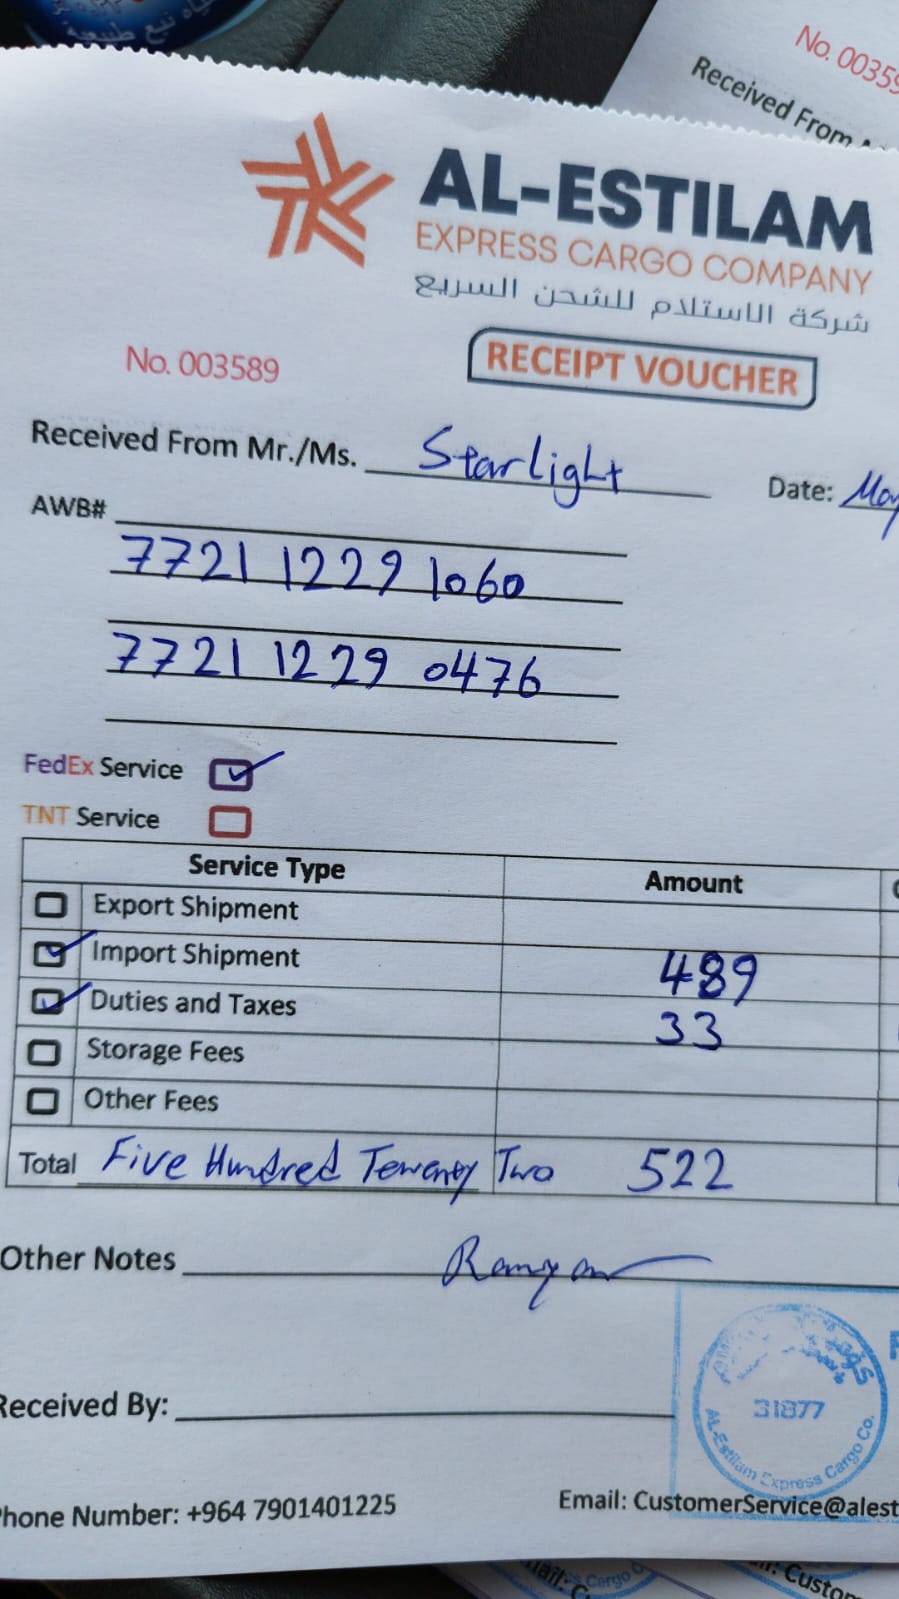 No. 0035
Received From
AL-ESTILAM
EXPRESS CARGO COMPANY
شركة الاستلام للشحن السريع
RECEIPT VOUCHER
No. 003589
Received From Mr./Ms. Starlight
Date: May
AWB#
7721 1229 1060
7721 1229 0476
FedEx Service
TNT Service
Service Type Amount
Export Shipment
Import Shipment 489
Duties and Taxes 33
Storage Fees
Other Fees
Total Five Hundred Tewenty Two 522
Other Notes
Received By:
31877
AL-Estilam Express Cargo Co.
Phone Number: +964 7901401225
Email: CustomerService@alest
Cargo
Custom